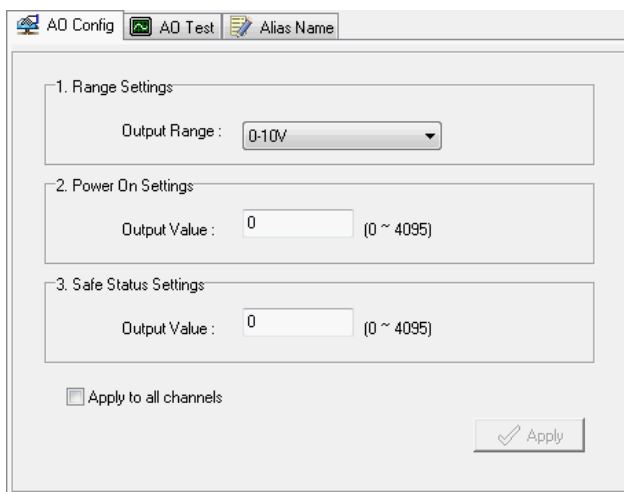 AO Config AO Test Alias Name
1. Range Settings
Output Range : 0-10V
2. Power On Settings
Output Value : 0 (0 ~ 4095)
3. Safe Status Settings
Output Value : 0 (0 ~ 4095)
Apply to all channels
Apply